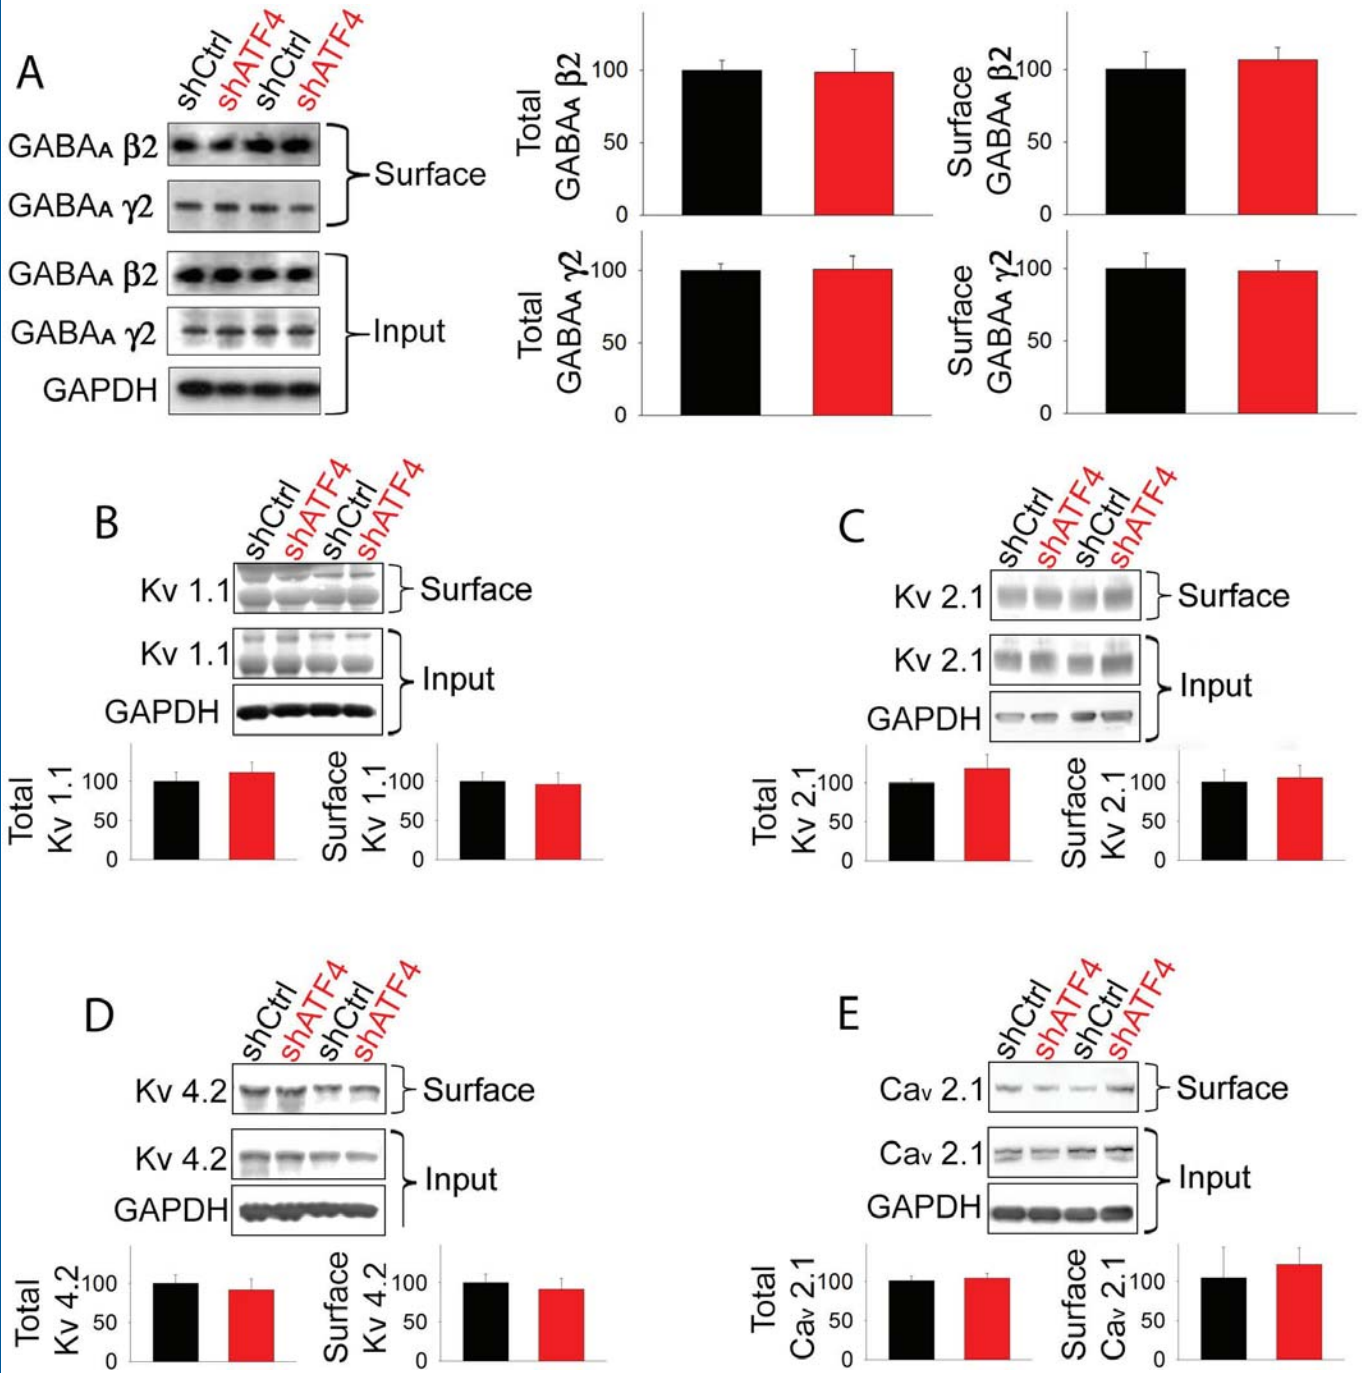 A
shCtrl
shATF4
shCtrl
shATF4
GABAA β2
GABAA γ2
Surface
GABAA β2
GABAA γ2
GAPDH
Input
Total
GABAA β2
100
50
0
Surface
GABAA β2
100
50
0
Total
GABAA γ2
100
50
0
Surface
GABAA γ2
100
50
0
B
shCtrl
shATF4
shCtrl
shATF4
Kv 1.1
Surface
Kv 1.1
GAPDH
Input
Total
Kv 1.1
100
50
0
Surface
Kv 1.1
100
50
0
C
shCtrl
shATF4
shCtrl
shATF4
Kv 2.1
Surface
Kv 2.1
GAPDH
Input
Total
Kv 2.1
100
50
0
Surface
Kv 2.1
100
50
0
D
shCtrl
shATF4
shCtrl
shATF4
Kv 4.2
Surface
Kv 4.2
GAPDH
Input
Total
Kv 4.2
100
50
0
Surface
Kv 4.2
100
50
0
E
shCtrl
shATF4
shCtrl
shATF4
Cav 2.1
Surface
Cav 2.1
GAPDH
Input
Total
Cav 2.1
100
50
0
Surface
Cav 2.1
100
50
0